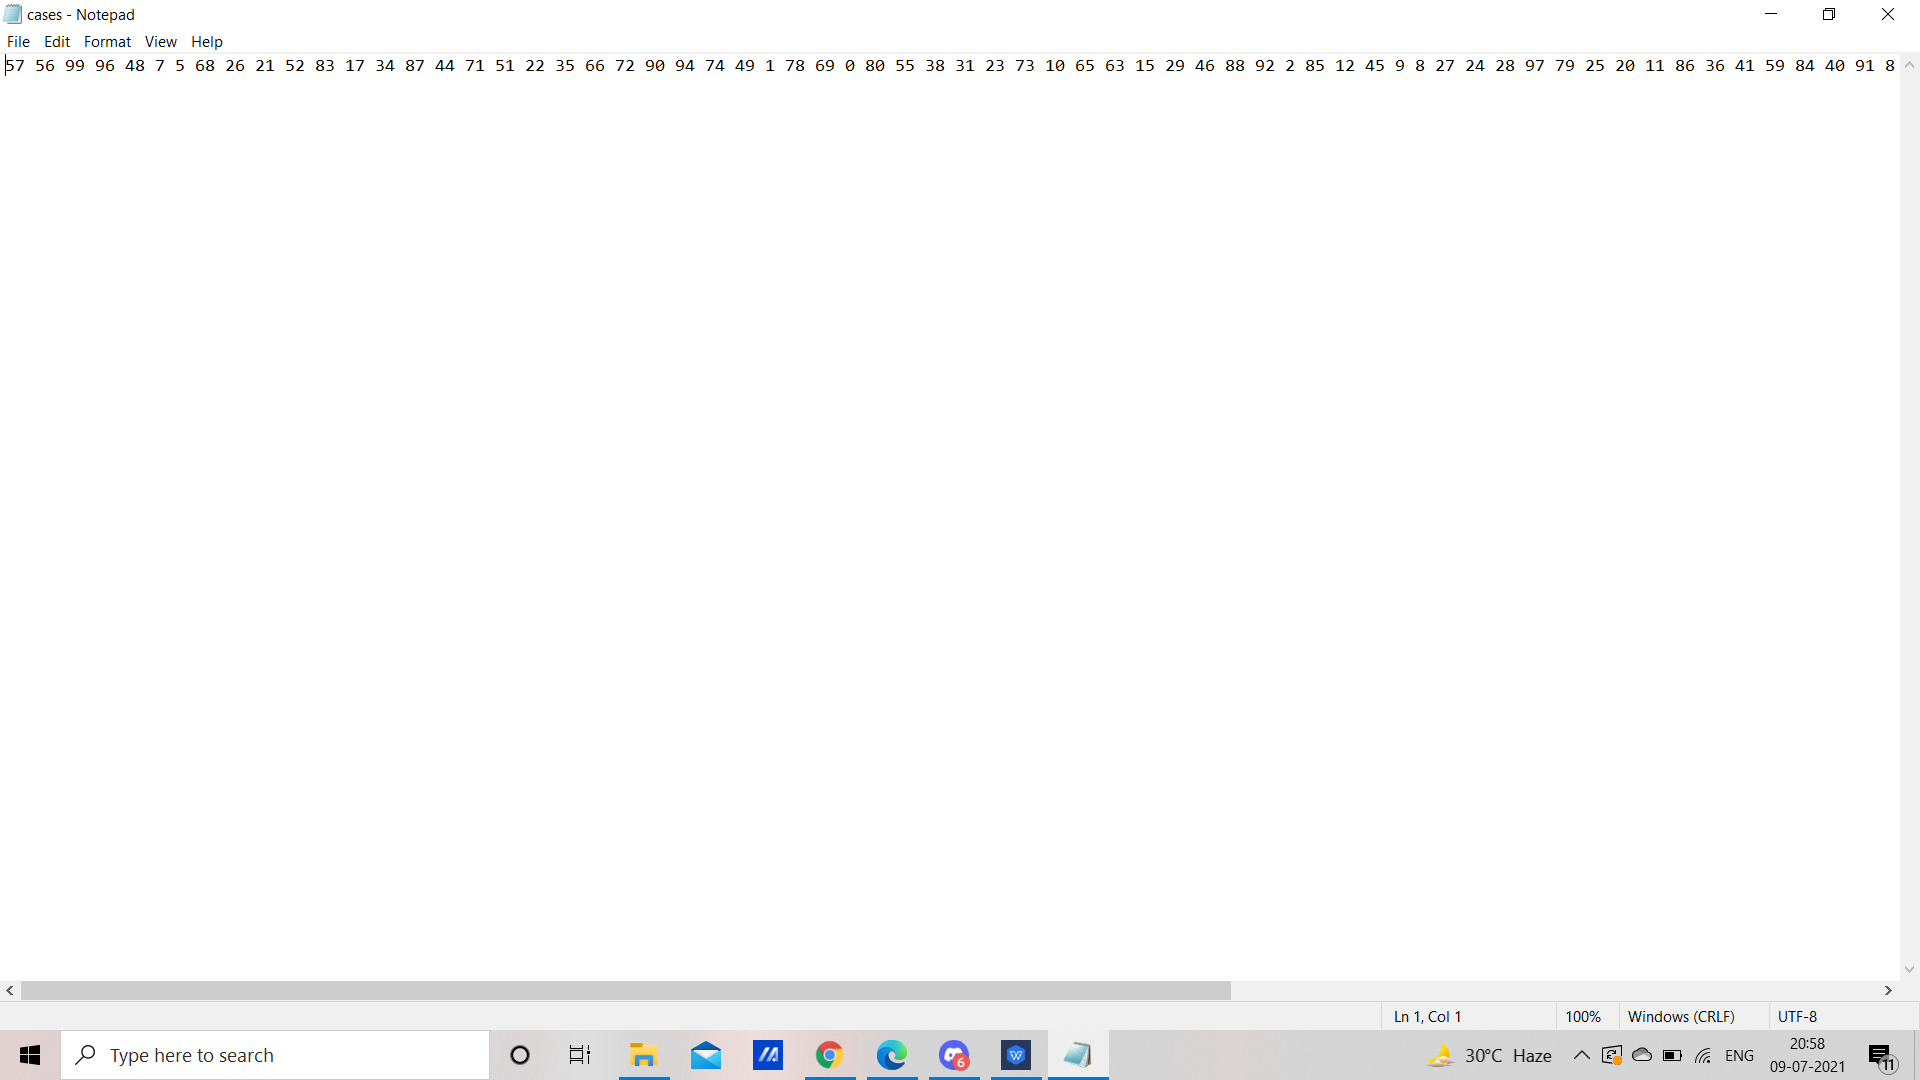 cases - Notepad
File Edit Format View Help
57 56 99 96 48 7 5 68 26 21 52 83 17 34 87 44 71 51 22 35 66 72 90 94 74 49 1 78 69 0 80 55 38 31 23 73 10 65 63 15 29 46 88 92 2 85 12 45 9 8 27 24 28 97 79 25 20 11 86 36 41 59 84 40 91 8
Ln 1, Col 1 100% Windows (CRLF) UTF-8
Type here to search
6
30°C Haze
ENG
20:58
09-07-2021
11